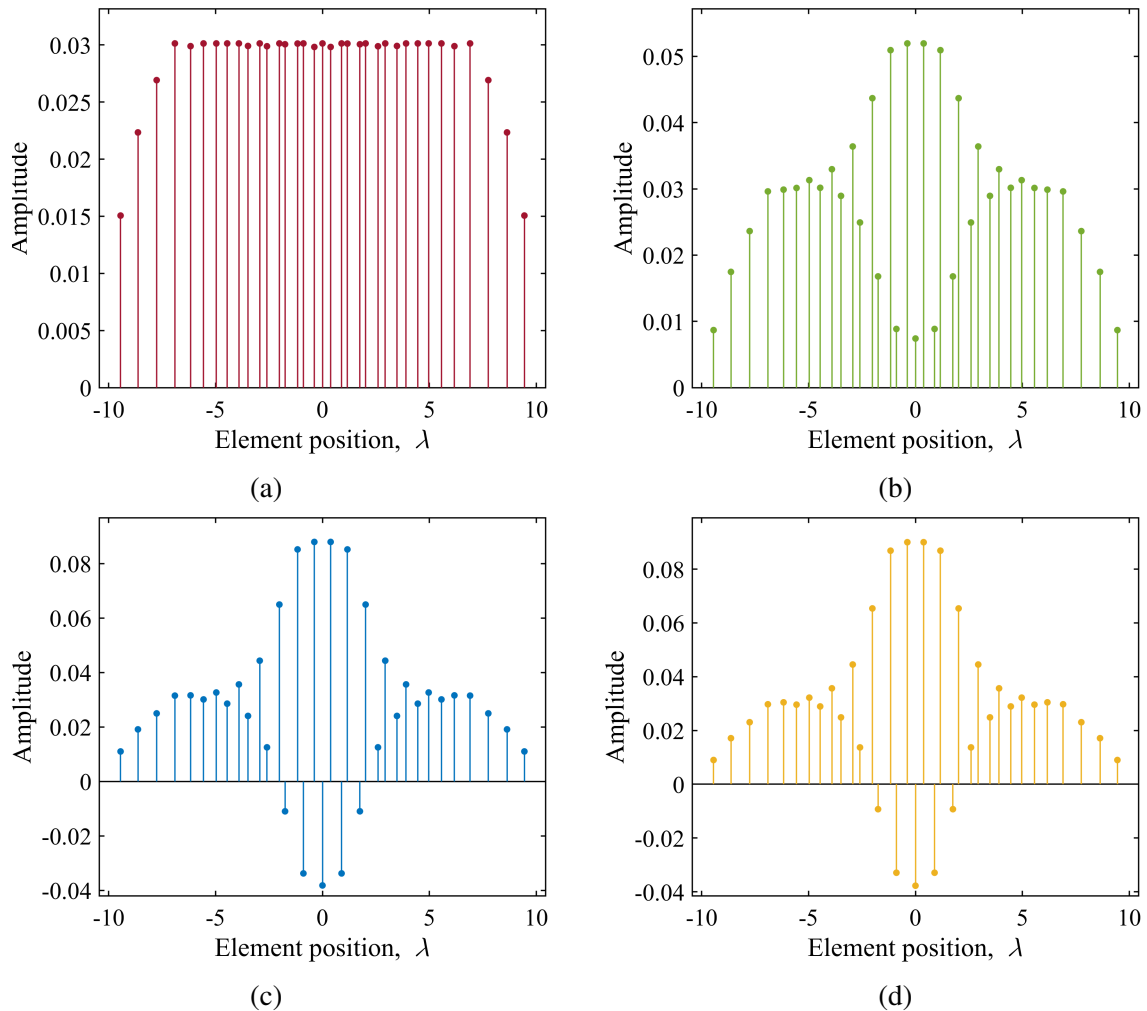 0.03
0.025
0.02
0.015
0.01
0.005
0
Amplitude
-10 -5 0 5 10
Element position, λ
(a)
0.05
0.04
0.03
0.02
0.01
0
Amplitude
-10 -5 0 5 10
Element position, λ
(b)
0.08
0.06
0.04
0.02
0
-0.02
-0.04
Amplitude
-10 -5 0 5 10
Element position, λ
(c)
0.08
0.06
0.04
0.02
0
-0.02
-0.04
Amplitude
-10 -5 0 5 10
Element position, λ
(d)